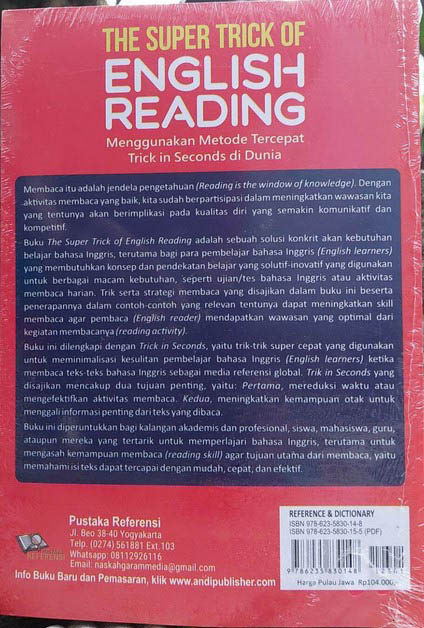 THE SUPER TRICK OF
ENGLISH
READING
Menggunakan Metode Tercepat
Trick in Seconds di Dunia
Membaca itu adalah jendela pengetahuan (Reading is the window of knowledge). Dengan
aktivitas membaca yang baik, kita sudah berpartisipasi dalam meningkatkan wawasan kita
yang tentunya akan berimplikasi pada kualitas diri yang semakin komunikatif dan
kompetitif.
Buku The Super Trick of English Reading adalah sebuah solusi konkrit akan kebutuhan
belajar bahasa Inggris, terutama bagi para pembelajar bahasa Inggris (English learners)
yang membutuhkan konsep dan pendekatan belajar yang solutif-inovatif yang digunakan
untuk berbagai macam kebutuhan, seperti ujian/tes bahasa Inggris atau aktivitas
membaca harian. Trik serta strategi membaca yang disajikan dalam buku ini beserta
penerapannya dalam contoh-contoh yang relevan tentunya dapat meningkatkan skill
membaca agar pembaca (English reader) mendapatkan wawasan yang optimal dari
kegiatan membacanya (reading activity).
Buku ini dilengkapi dengan Trick in Seconds, yaitu trik-trik super cepat yang digunakan
untuk meminimalisasi kesulitan pembelajar bahasa Inggris (English learners) ketika
membaca teks-teks bahasa Inggris sebagai media referensi global. Trik in Seconds yang
disajikan mencakup dua tujuan penting, yaitu: Pertama, mereduksi waktu atau
mengefektifkan aktivitas membaca. Kedua, meningkatkan kemampuan otak untuk
menggali informasi penting dari teks yang dibaca.
Buku ini diperuntukkan bagi kalangan akademis dan profesional, siswa, mahasiswa, guru,
ataupun mereka yang tertarik untuk memperlajari bahasa Inggris, terutama untuk
mengasah kemampuan membaca (reading skill) agar tujuan utama dari membaca, yaitu
memahami isi teks dapat tercapai dengan mudah, cepat, dan efektif.
Pustaka Referensi
Jl. Beo 38-40 Yogyakarta
Telp. (0274) 561881 Ext.103
Whatsapp: 08112926116
Email: naskahgarammedia@gmail.com
REFERENSI
Info Buku Baru dan Pemasaran, klik www.andipublisher.com
REFERENCE & DICTIONARY
ISBN 978-623-5830-14-8
ISBN 978-623-5830-15-5 (PDF)
9 786235 830148
Harga Pulau Jawa Rp104.000,-